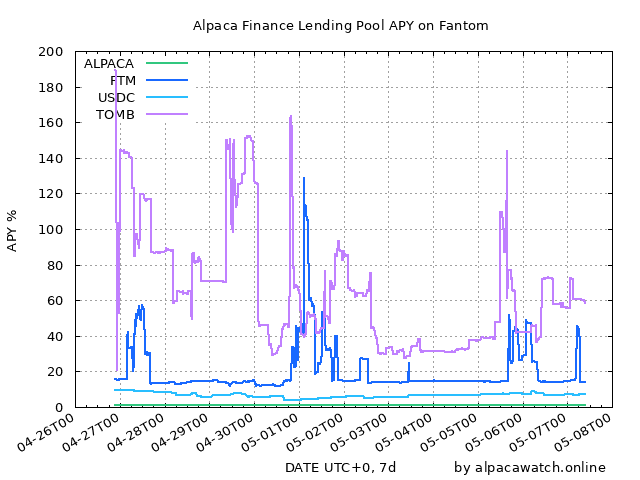 Alpaca Finance Lending Pool APY on Fantom
ALPACA
FTM
USDC
TOMB
APY %
200
180
160
140
120
100
80
60
40
20
0
04-26T00
04-27T00
04-28T00
04-29T00
04-30T00
05-01T00
05-02T00
05-03T00
05-04T00
05-05T00
05-06T00
05-07T00
05-08T00
DATE UTC+0, 7d
by alpacawatch.online